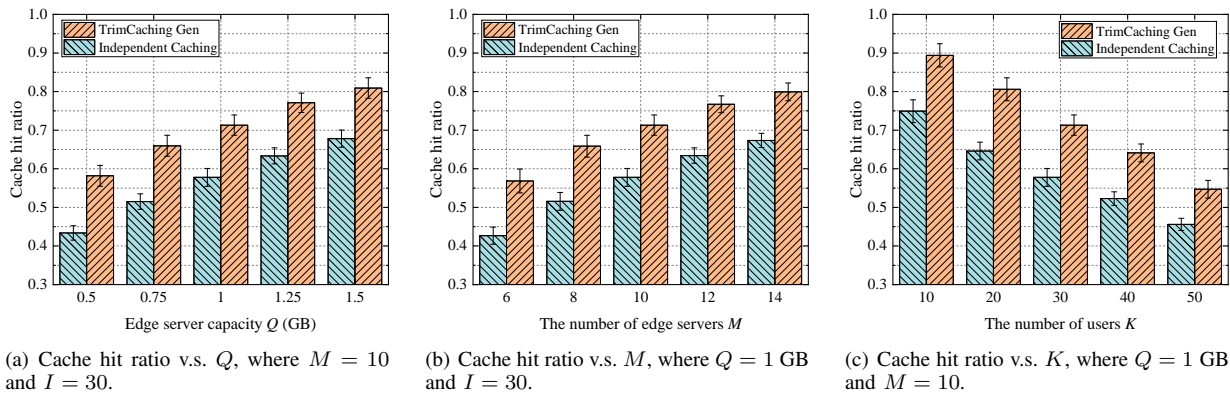 1.0
0.9
0.8
0.7
0.6
0.5
0.4
0.3
Cache hit ratio
TrimCaching Gen
Independent Caching
0.5 0.75 1 1.25 1.5
Edge server capacity Q (GB)
(a) Cache hit ratio v.s. Q, where M = 10
and I = 30.
1.0
0.9
0.8
0.7
0.6
0.5
0.4
0.3
Cache hit ratio
TrimCaching Gen
Independent Caching
6 8 10 12 14
The number of edge servers M
(b) Cache hit ratio v.s. M, where Q = 1 GB
and I = 30.
1.0
0.9
0.8
0.7
0.6
0.5
0.4
0.3
Cache hit ratio
TrimCaching Gen
Independent Caching
10 20 30 40 50
The number of users K
(c) Cache hit ratio v.s. K, where Q = 1 GB
and M = 10.